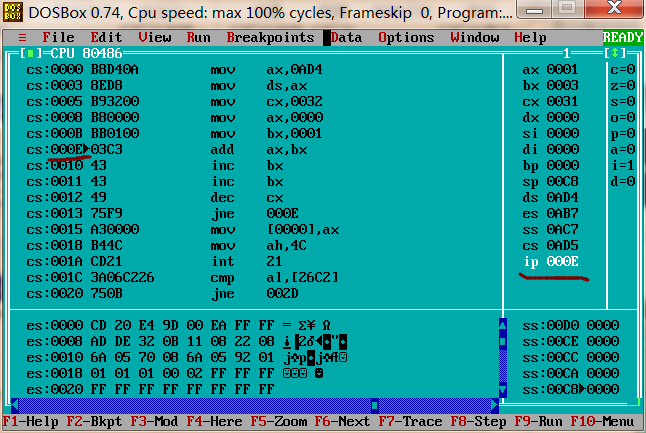 DOSBox 0.74, Cpu speed: max 100% cycles, Frameskip 0, Program:...
≡ File Edit View Run Breakpoints Data Options Window Help READY
[■]=CPU 80486 1 [↕]
cs:0000 B8D40A mov ax,0AD4 ax 0001 c=0
cs:0003 8ED8 mov ds,ax bx 0003 z=0
cs:0005 B93200 mov cx,0032 cx 0031 s=0
cs:0008 B80000 mov ax,0000 dx 0000 o=0
cs:000B BB0100 mov bx,0001 si 0000 p=0
cs:000E►03C3 add ax,bx di 0000 a=0
cs:0010 43 inc bx bp 0000 i=1
cs:0011 43 inc bx sp 00C8 d=0
cs:0012 49 dec cx ds 0AD4
cs:0013 75F9 jne 000E es 0AB7
cs:0015 A30000 mov [0000],ax ss 0AC7
cs:0018 B44C mov ah,4C cs 0AD5
cs:001A CD21 int 21 ip 000E
cs:001C 3A06C226 cmp al,[26C2]
cs:0020 750B jne 002D
es:0000 CD 20 E4 9D 00 EA FF FF = Σ¥ Ω ss:00D0 0000
es:0008 AD DE 32 0B 11 08 22 08 ss:00CE 0000
es:0010 6A 05 70 08 6A 05 92 01 ss:00CC 0000
es:0018 01 01 01 00 02 FF FF FF ss:00CA 0000
es:0020 FF FF FF FF FF FF FF FF ss:00C8►0000
F1-Help F2-Bkpt F3-Mod F4-Here F5-Zoom F6-Next F7-Trace F8-Step F9-Run F10-Menu